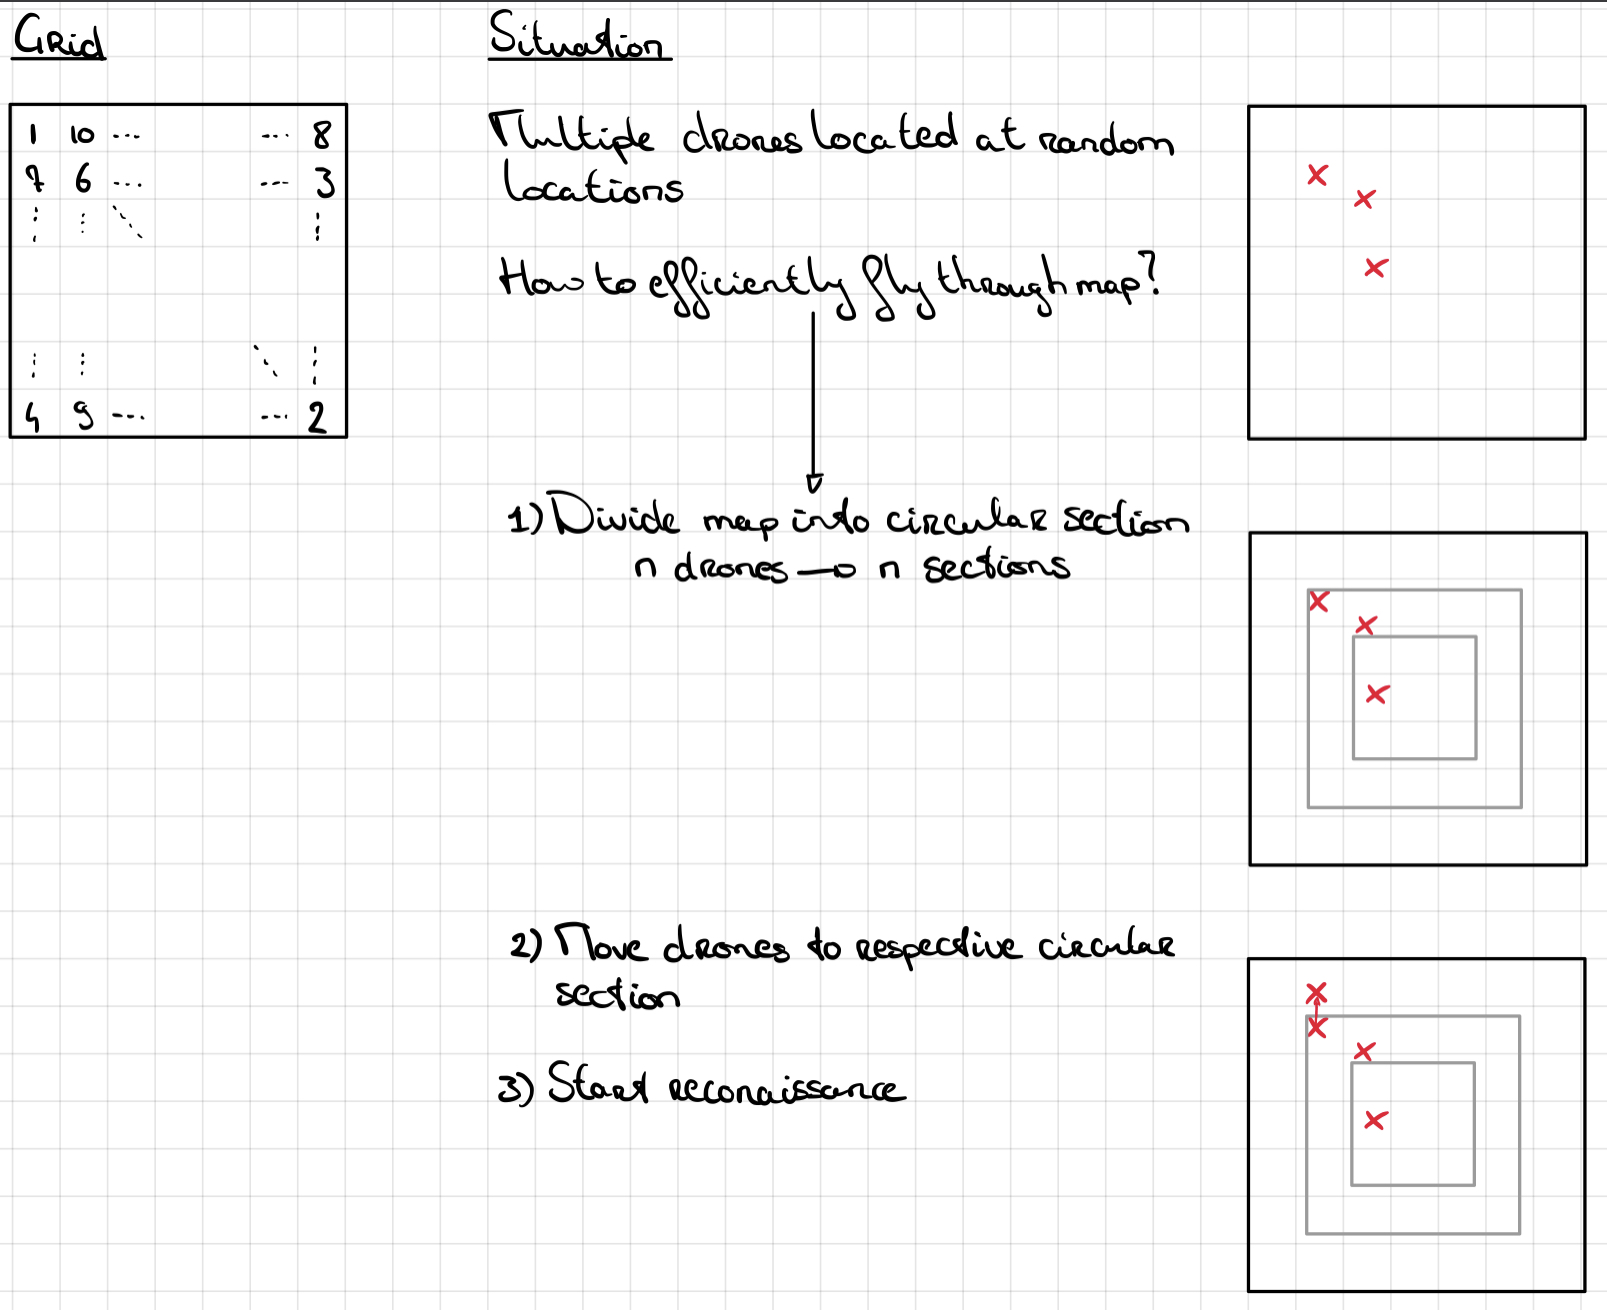 Grid
Situation
1 10 --- --- 8
7 6 --- --- 3
4 9 --- --- 2
Multiple drones located at random
locations
How to efficiently fly through map?
1) Divide map into circular section
n drones → n sections
2) Move drones to respective circular
section
3) Start reconaissance